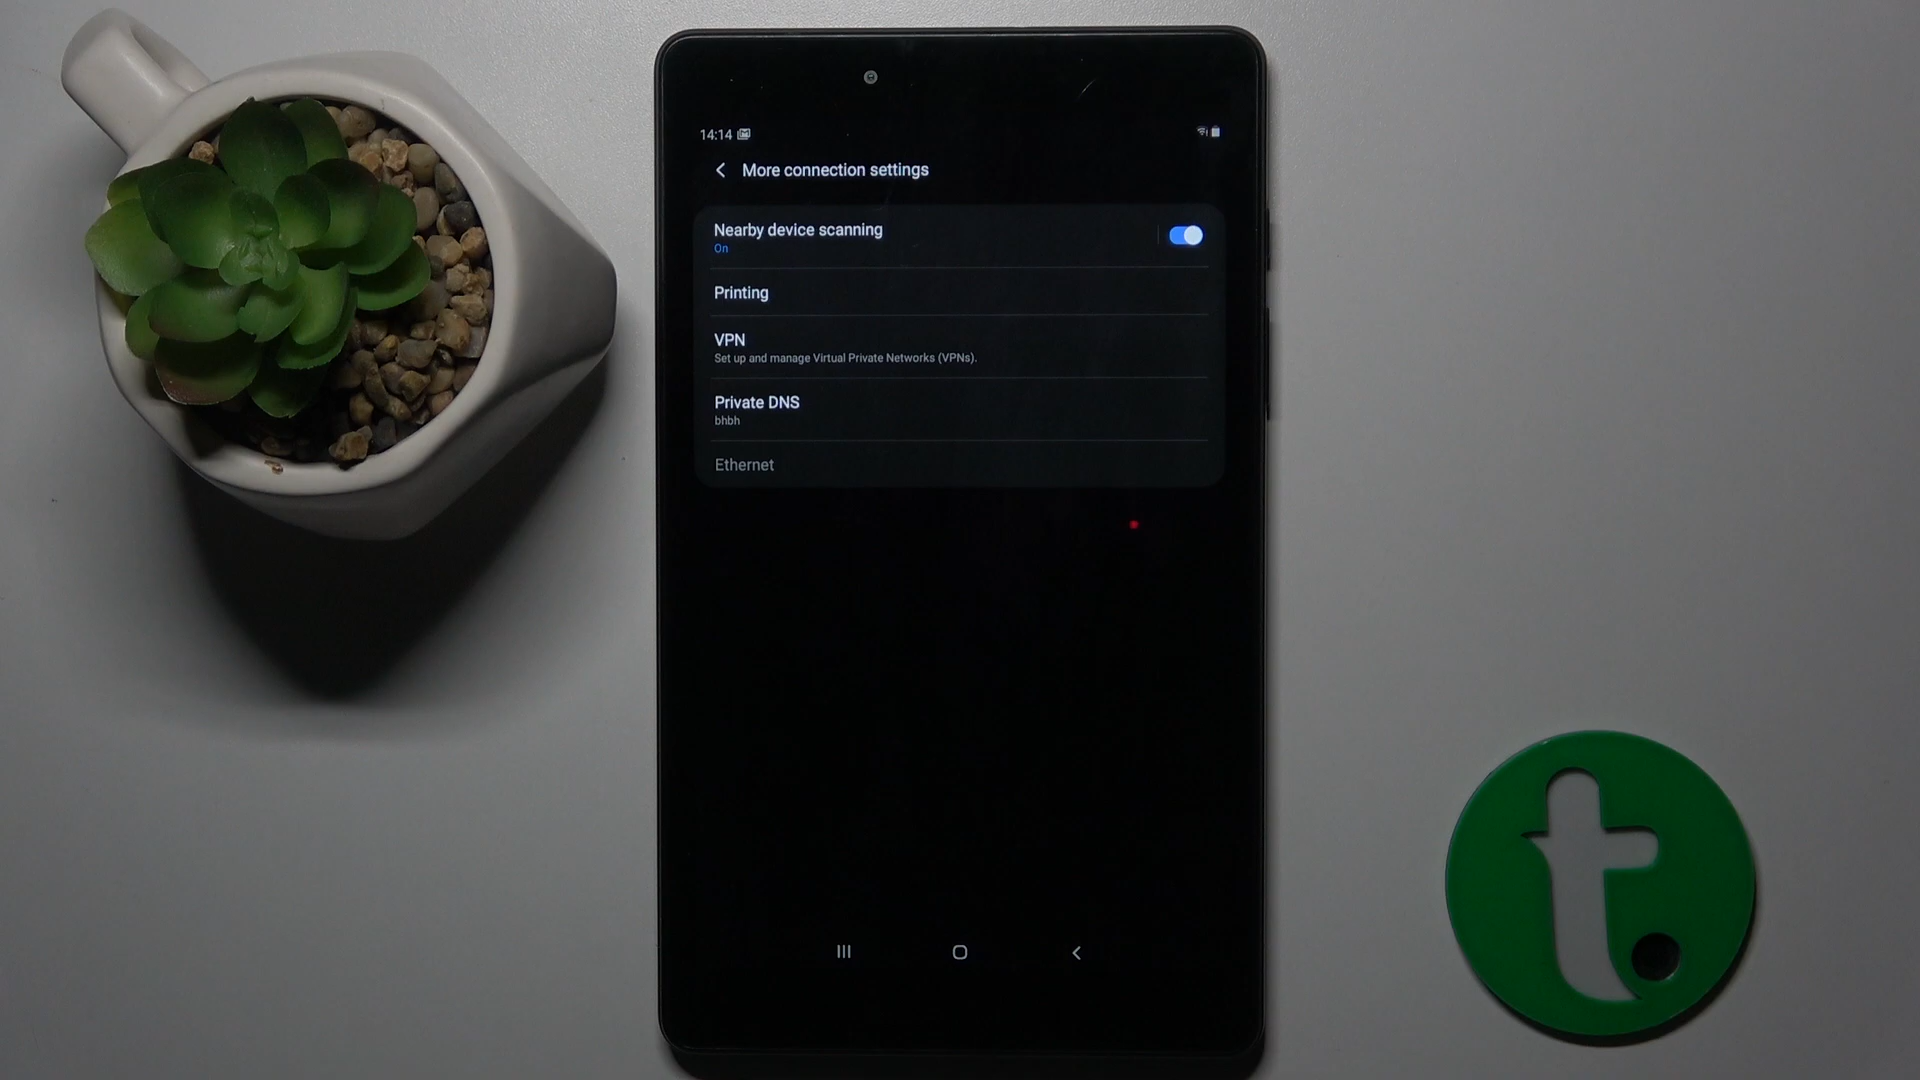 14:14
More connection settings
Nearby device scanning
On
Printing
VPN
Set up and manage Virtual Private Networks (VPNs).
Private DNS
bhbh
Ethernet
t